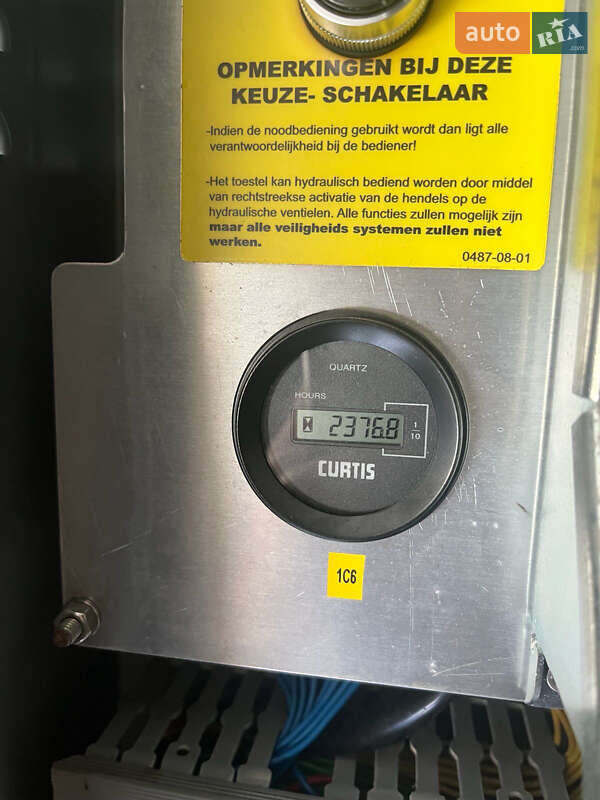 auto RIA .com
OPMERKINGEN BIJ DEZE
KEUZE- SCHAKELAAR
-Indien de noodbediening gebruikt wordt dan ligt alle
verantwoordelijkheid bij de bediener!
-Het toestel kan hydraulisch bediend worden door middel
van rechtstreekse activatie van de hendels op de
hydraulische ventielen. Alle functies zullen mogelijk zijn
maar alle veiligheids systemen zullen niet
werken.
0487-08-01
QUARTZ
HOURS
2376.8
1/10
CURTIS
1C6